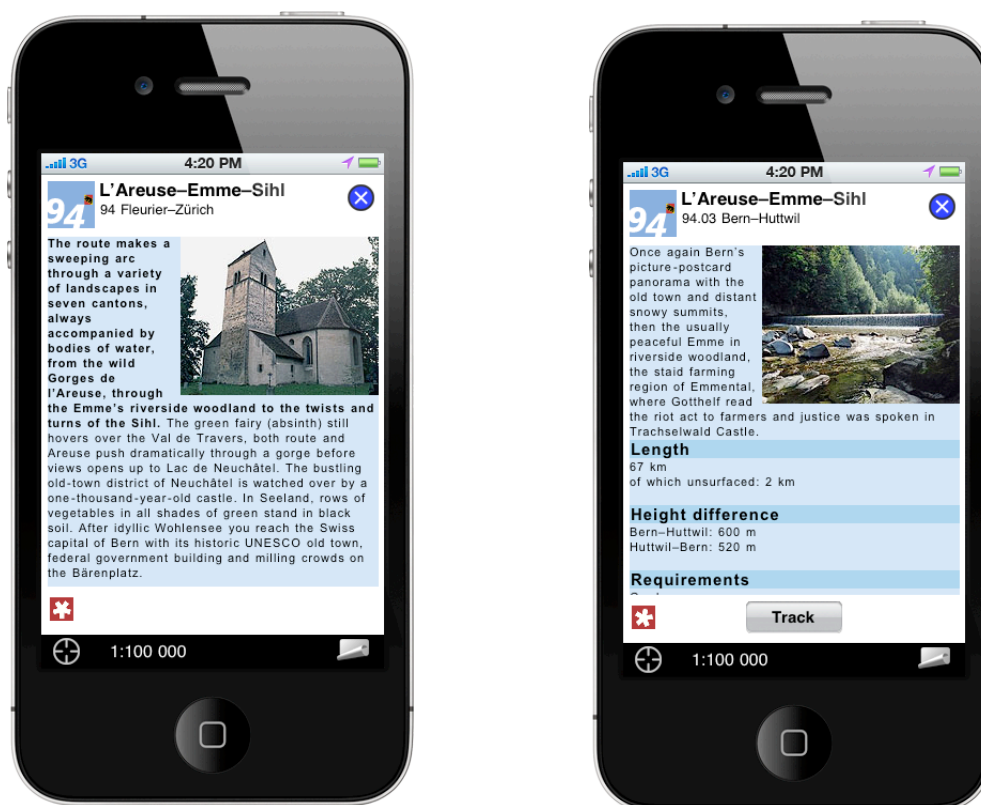 3G 4:20 PM
94
L'Areuse–Emme–Sihl
94 Fleurier–Zürich
The route makes a
sweeping arc
through a variety
of landscapes in
seven cantons,
always
accompanied by
bodies of water,
from the wild
Gorges de
l'Areuse, through
the Emme's riverside woodland to the twists and
turns of the Sihl. The green fairy (absinth) still
hovers over the Val de Travers, both route and
Areuse push dramatically through a gorge before
views opens up to Lac de Neuchâtel. The bustling
old-town district of Neuchâtel is watched over by a
one-thousand-year-old castle. In Seeland, rows of
vegetables in all shades of green stand in black
soil. After idyllic Wohlensee you reach the Swiss
capital of Bern with its historic UNESCO old town,
federal government building and milling crowds on
the Bärenplatz.
1:100 000
3G 4:20 PM
94
L'Areuse–Emme–Sihl
94.03 Bern–Huttwil
Once again Bern's
picture-postcard
panorama with the
old town and distant
snowy summits,
then the usually
peaceful Emme in
riverside woodland,
the staid farming
region of Emmental,
where Gotthelf read
the riot act to farmers and justice was spoken in
Trachselwald Castle.
Length
67 km
of which unsurfaced: 2 km
Height difference
Bern–Huttwil: 600 m
Huttwil–Bern: 520 m
Requirements
Track
1:100 000